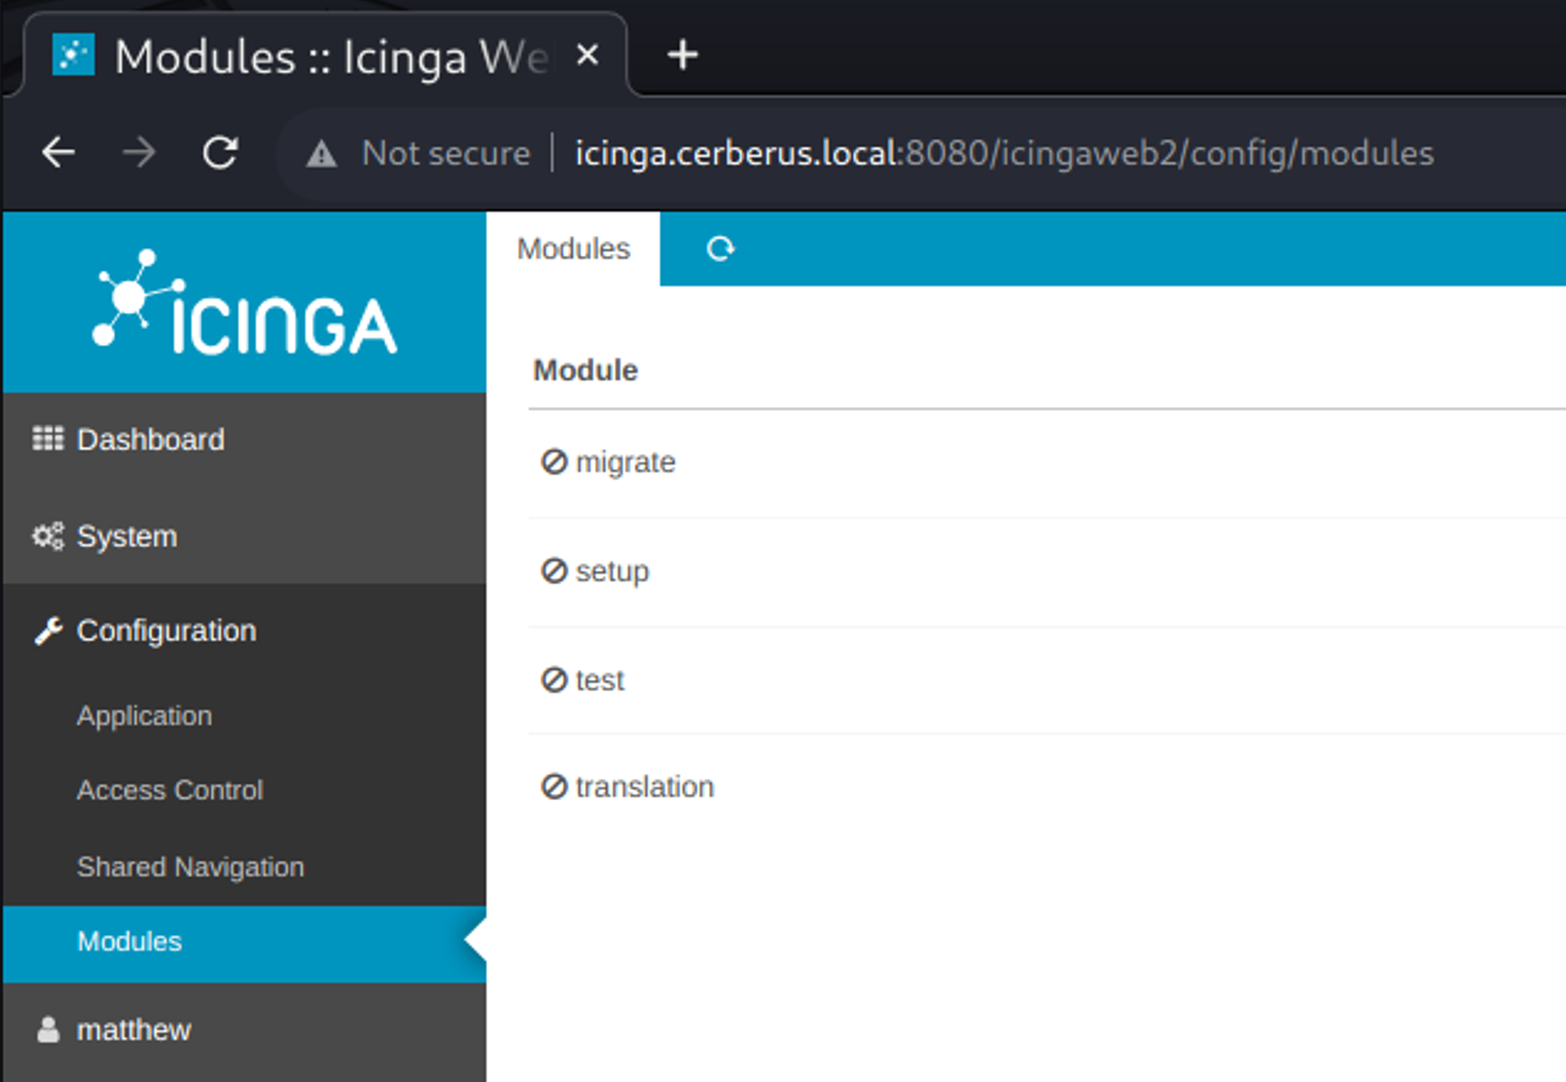 Modules :: Icinga We
Not secure icinga.cerberus.local:8080/icingaweb2/config/modules
ICINGA
Modules
Dashboard
System
Configuration
Application
Access Control
Shared Navigation
Modules
matthew
Module
migrate
setup
test
translation